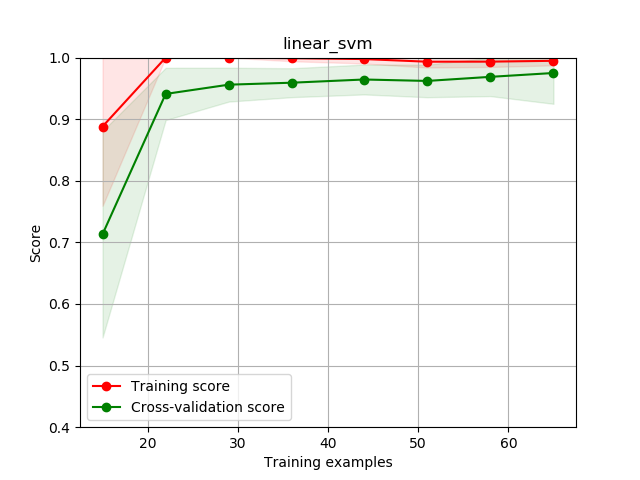 linear_svm
1.0
0.9
0.8
0.7
0.6
0.5
0.4
Score
Training score
Cross-validation score
20
30
40
50
60
Training examples